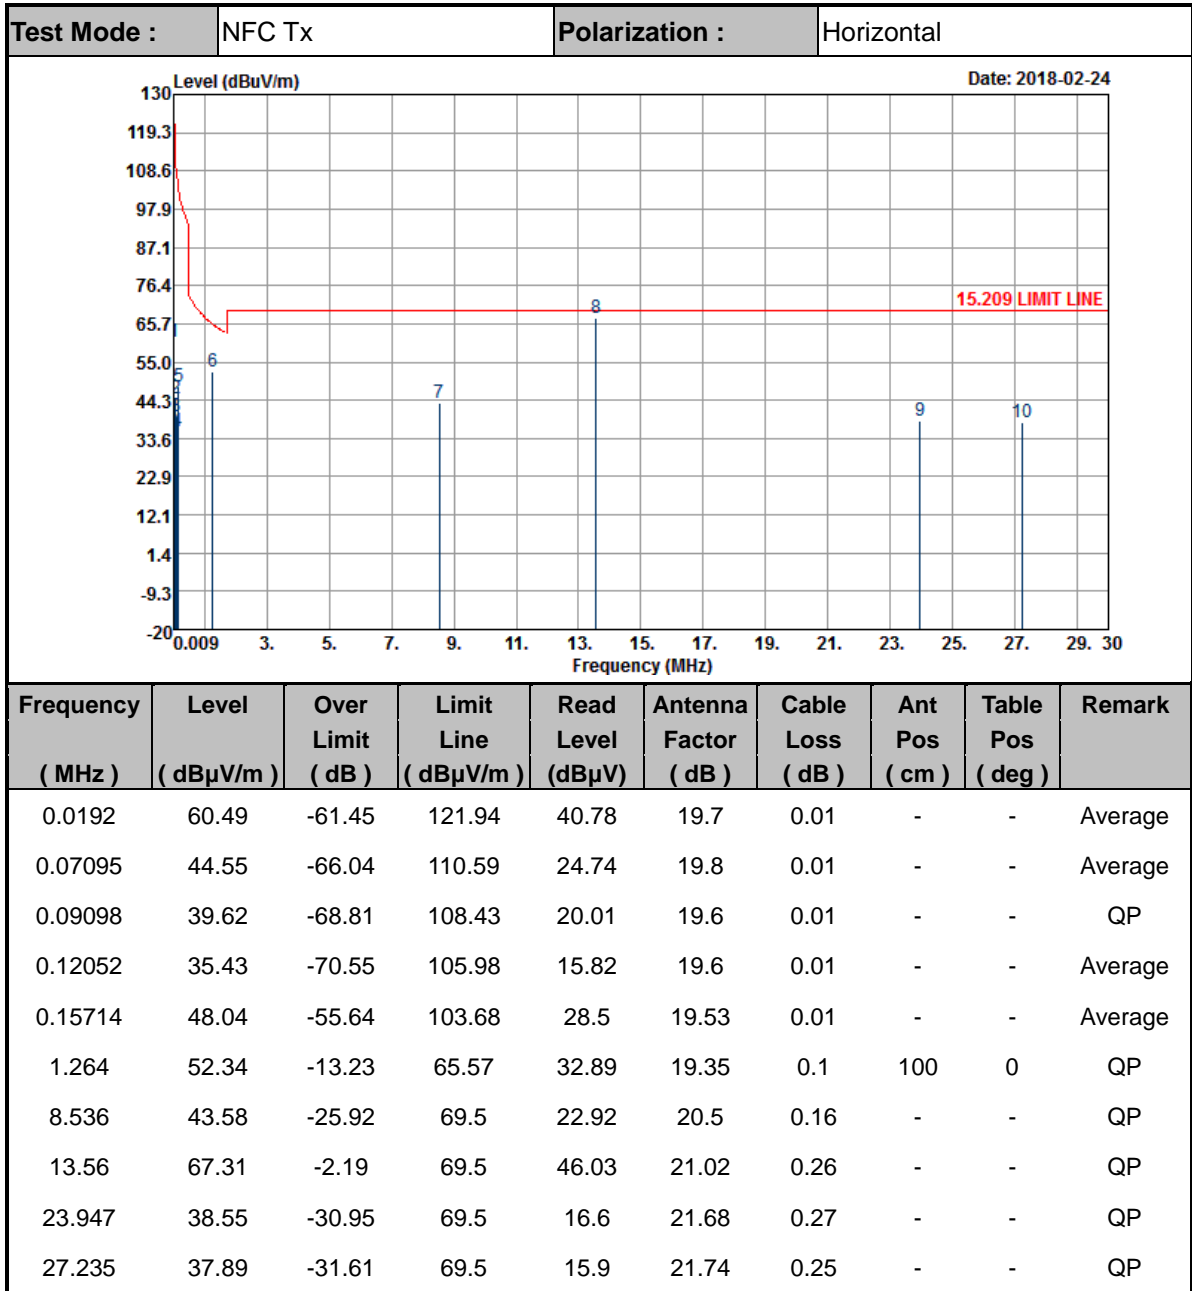 Test Mode : NFC Tx Polarization : Horizontal
Level (dBuV/m) Date: 2018-02-24
130
119.3
108.6
97.9
87.1
76.4
15.209 LIMIT LINE
8
65.7
55.0
6
5
44.3
7
9
10
4
33.6
22.9
12.1
1.4
-9.3
-20
0.009 3. 5. 7. 9. 11. 13. 15. 17. 19. 21. 23. 25. 27. 29. 30
Frequency (MHz)
Frequency Level Over Limit Read Antenna Cable Ant Table Remark
Limit Line Level Factor Loss Pos Pos
( MHz ) ( dBμV/m ) ( dB ) ( dBμV/m ) (dBμV) ( dB ) ( dB ) ( cm ) ( deg )
0.0192 60.49 -61.45 121.94 40.78 19.7 0.01 - - Average
0.07095 44.55 -66.04 110.59 24.74 19.8 0.01 - - Average
0.09098 39.62 -68.81 108.43 20.01 19.6 0.01 - - QP
0.12052 35.43 -70.55 105.98 15.82 19.6 0.01 - - Average
0.15714 48.04 -55.64 103.68 28.5 19.53 0.01 - - Average
1.264 52.34 -13.23 65.57 32.89 19.35 0.1 100 0 QP
8.536 43.58 -25.92 69.5 22.92 20.5 0.16 - - QP
13.56 67.31 -2.19 69.5 46.03 21.02 0.26 - - QP
23.947 38.55 -30.95 69.5 16.6 21.68 0.27 - - QP
27.235 37.89 -31.61 69.5 15.9 21.74 0.25 - - QP